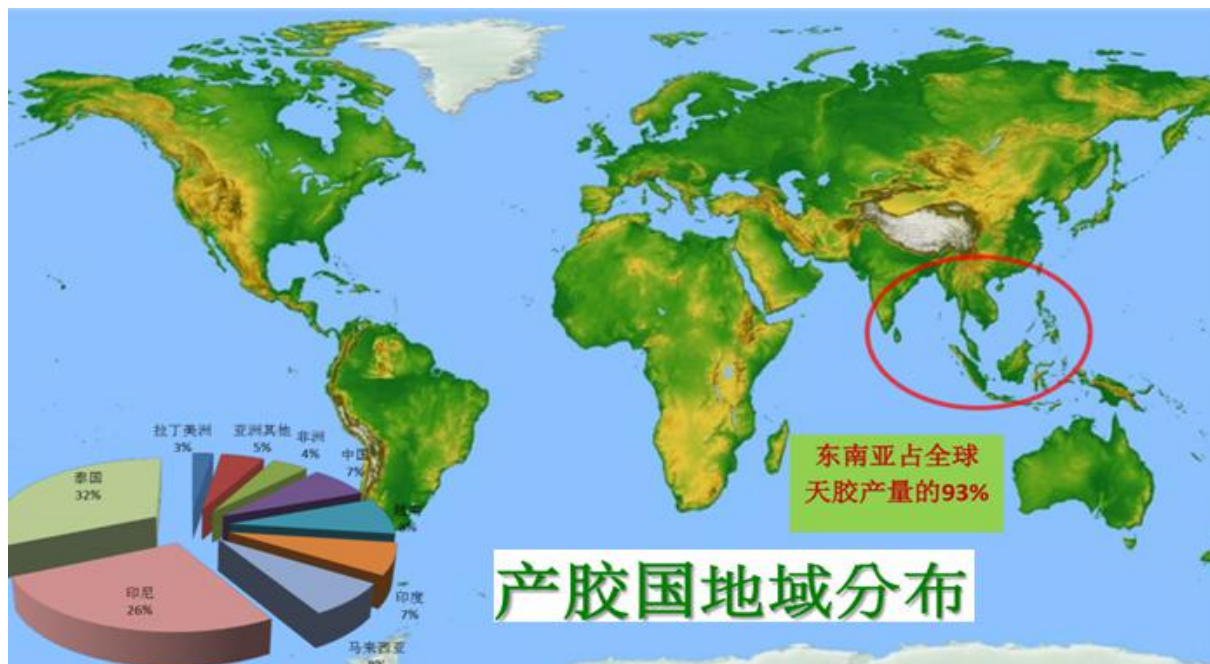 拉丁美洲
3%
亚洲其他
5%
非洲
4%
中国
7%
泰国
32%
印尼
26%
马来西亚
印度
7%
东南亚占全球
天胶产量的93%
产胶国地域分布